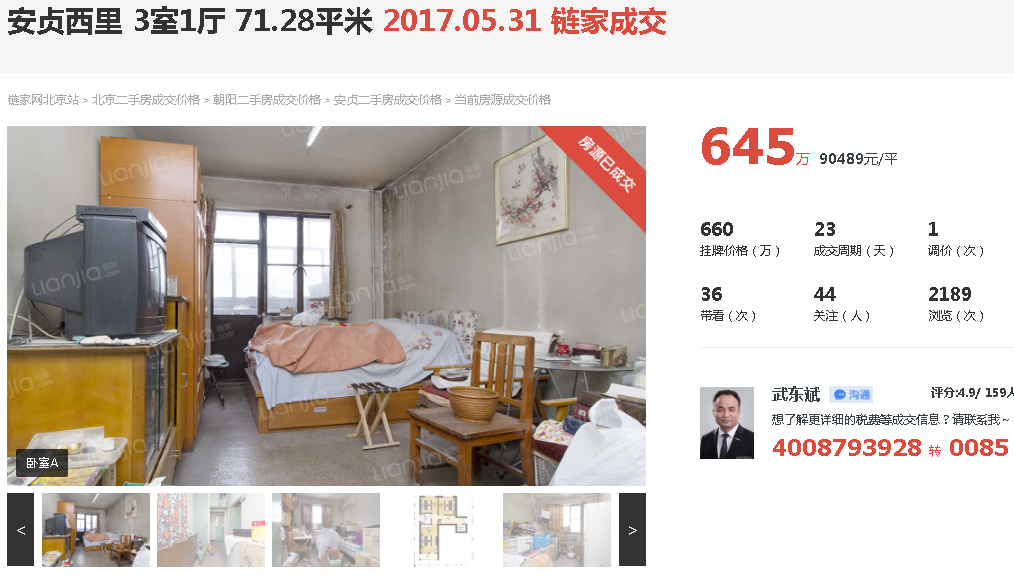 安贞西里 3室1厅 71.28平米 2017.05.31 链家成交
链家网北京站 > 北京二手房成交价格 > 朝阳二手房成交价格 > 安贞二手房成交价格 > 当前房源成交价格
房源已成交
Lianjia.com 链家
卧室A
<
>
645万 90489元/平
660 23 1
挂牌价格（万） 成交周期（天） 调价（次）
36 44 2189
带看（次） 关注（人） 浏览（次）
武东斌 沟通 评分:4.9/ 159人
想了解更详细的税费等成交信息？请联系我~
4008793928 转 0085